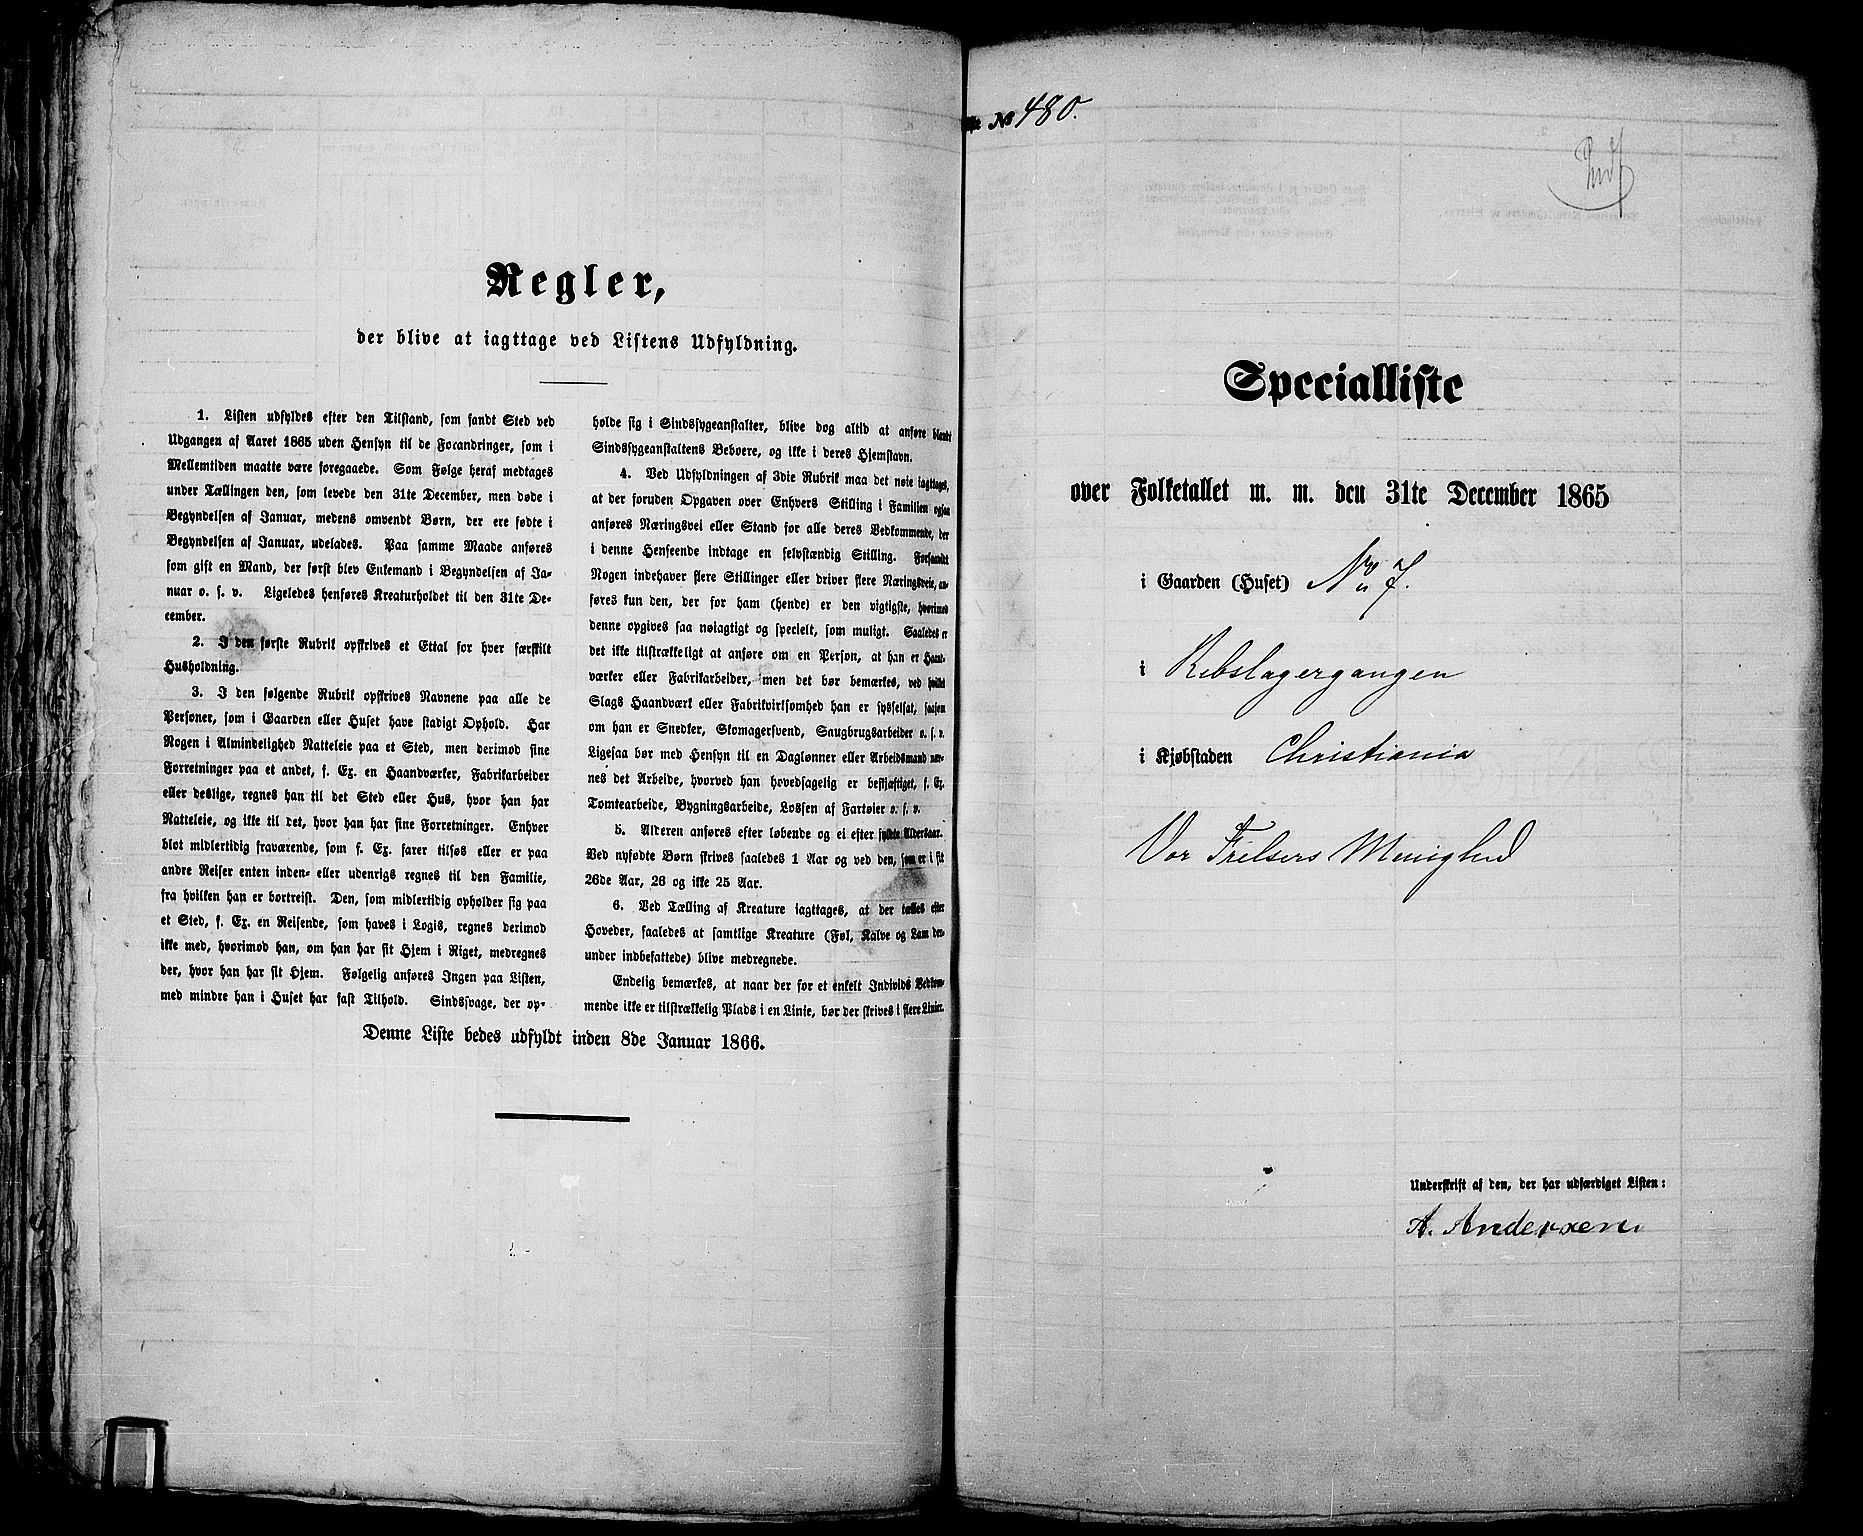 Regler,
der blive at iagttage ved Listens Udfyldning.
1. Listen udfyldes efter den Tilstand, som fandt Sted ved
Udgangen af Aaret 1865 uden Hensyn til de Forandringer, som i
Mellemtiden maatte være foregaaede. Som Følge heraf medtages
under Tællingen den, som levede den 31te December, men døde i
Begyndelsen af Januar, medens omvendt Børn, der ere fødte i
Begyndelsen af Januar, udelades. Paa samme Maade anføres
som gift en Mand, der først blev Enkemand i Begyndelsen af Ja-
nuar o. s. v. Ligeledes henføres Kreaturholdet til den 31te De-
cember.
2. I den første Rubrik opskrives et Ettal for hver særskilt
Husholdning.
3. I den følgende Rubrik opskrives Navnene paa alle de
Personer, som i Gaarden eller Huset have stadigt Ophold. Har
Nogen i Almindelighed Natteleie paa et Sted, men derimod sine
Forretninger paa et andet, f. Ex. en Haandværker, Fabrikarbeider
eller deslige, regnes han til det Sted eller Hus, hvor han har
Natteleie, og ikke til det, hvor han har sine Forretninger. Enhver
blot midlertidig fraværende, som f. Ex. farer tilsøs eller er paa
andre Reiser enten inden- eller udenrigs regnes til den Familie,
fra hvilken han er bortreist. Den, som midlertidig opholder sig paa
et Sted, f. Ex. en Reisende, som haves i Logis, regnes derimod
ikke med, hvorimod han, om han har sit Hjem i Riget, medregnes
der, hvor han har sit Hjem. Følgelig anføres Ingen paa Listen,
med mindre han i Huset har fast Tilhold. Sindssvage, der op-
holde sig i Sindssygeanstalter, blive dog altid at anføre blandt
Sindssygeanstaltens Beboere, og ikke i deres Hjemstavn.
4. Ved Udfyldningen af 3die Rubrik maa det nøie iagttages,
at der foruden Opgaven over Enhvers Stilling i Familien ogsaa
anføres Næringsvei eller Stand for alle deres Vedkommende, der
i denne Henseende indtage en selvstændig Stilling. Forsaavidt
Nogen indehaver flere Stillinger eller driver flere Næringsveie, an-
føres kun den, der for ham (hende) er den vigtigste, hvorimod
denne opgives saa nøiagtigt og specielt, som muligt. Saaledes er
det ikke tilstrækkeligt at anføre om en Person, at han er Haand-
værker eller Fabrikarbeider, men det bør bemærkes, ved hvilket
Slags Haandværk eller Fabrikvirksomhed han er sysselsat, saasom
om han er Snedker, Skomagersvend, Saugbrugsarbeider o. s. v.
Ligesaa bør med Hensyn til en Dagslønner eller Arbeidsmand næv-
nes det Arbeide, hvorved han hovedsagelig er beskjæftiget, f. Ex.
Tomtearbeide, Bygningsarbeide, Lossen af Fartøier o. s. v.
5. Alderen anføres efter løbende og ei efter fyldte Aldersaar.
Ved nyfødte Børn skrives saaledes 1 Aar og ved den, som er i sit
26de Aar, 26 og ikke 25 Aar.
6. Ved Tælling af Kreature iagttages, at der tælles efter
Hoveder, saaledes at samtlige Kreature (Føl, Kalve og Lam der-
under indbefattede) blive medregnede.
Endelig bemærkes, at naar der for et enkelt Individs Vedkom-
mende ikke er tilstrækkelig Plads i en Linie, bør der skrives i flere Linier.
Denne Liste bedes udfyldt inden 8de Januar 1866.
No 480.
Specialliste
over Folketallet m. m. den 31te December 1865
i Gaarden (Huset) No 7.
i Rebslagergangen
i Kjøbstaden Christiania
Vor Frelsers Menighed
Underskrift af den, der har udfærdiget Listen:
A. Andersen.